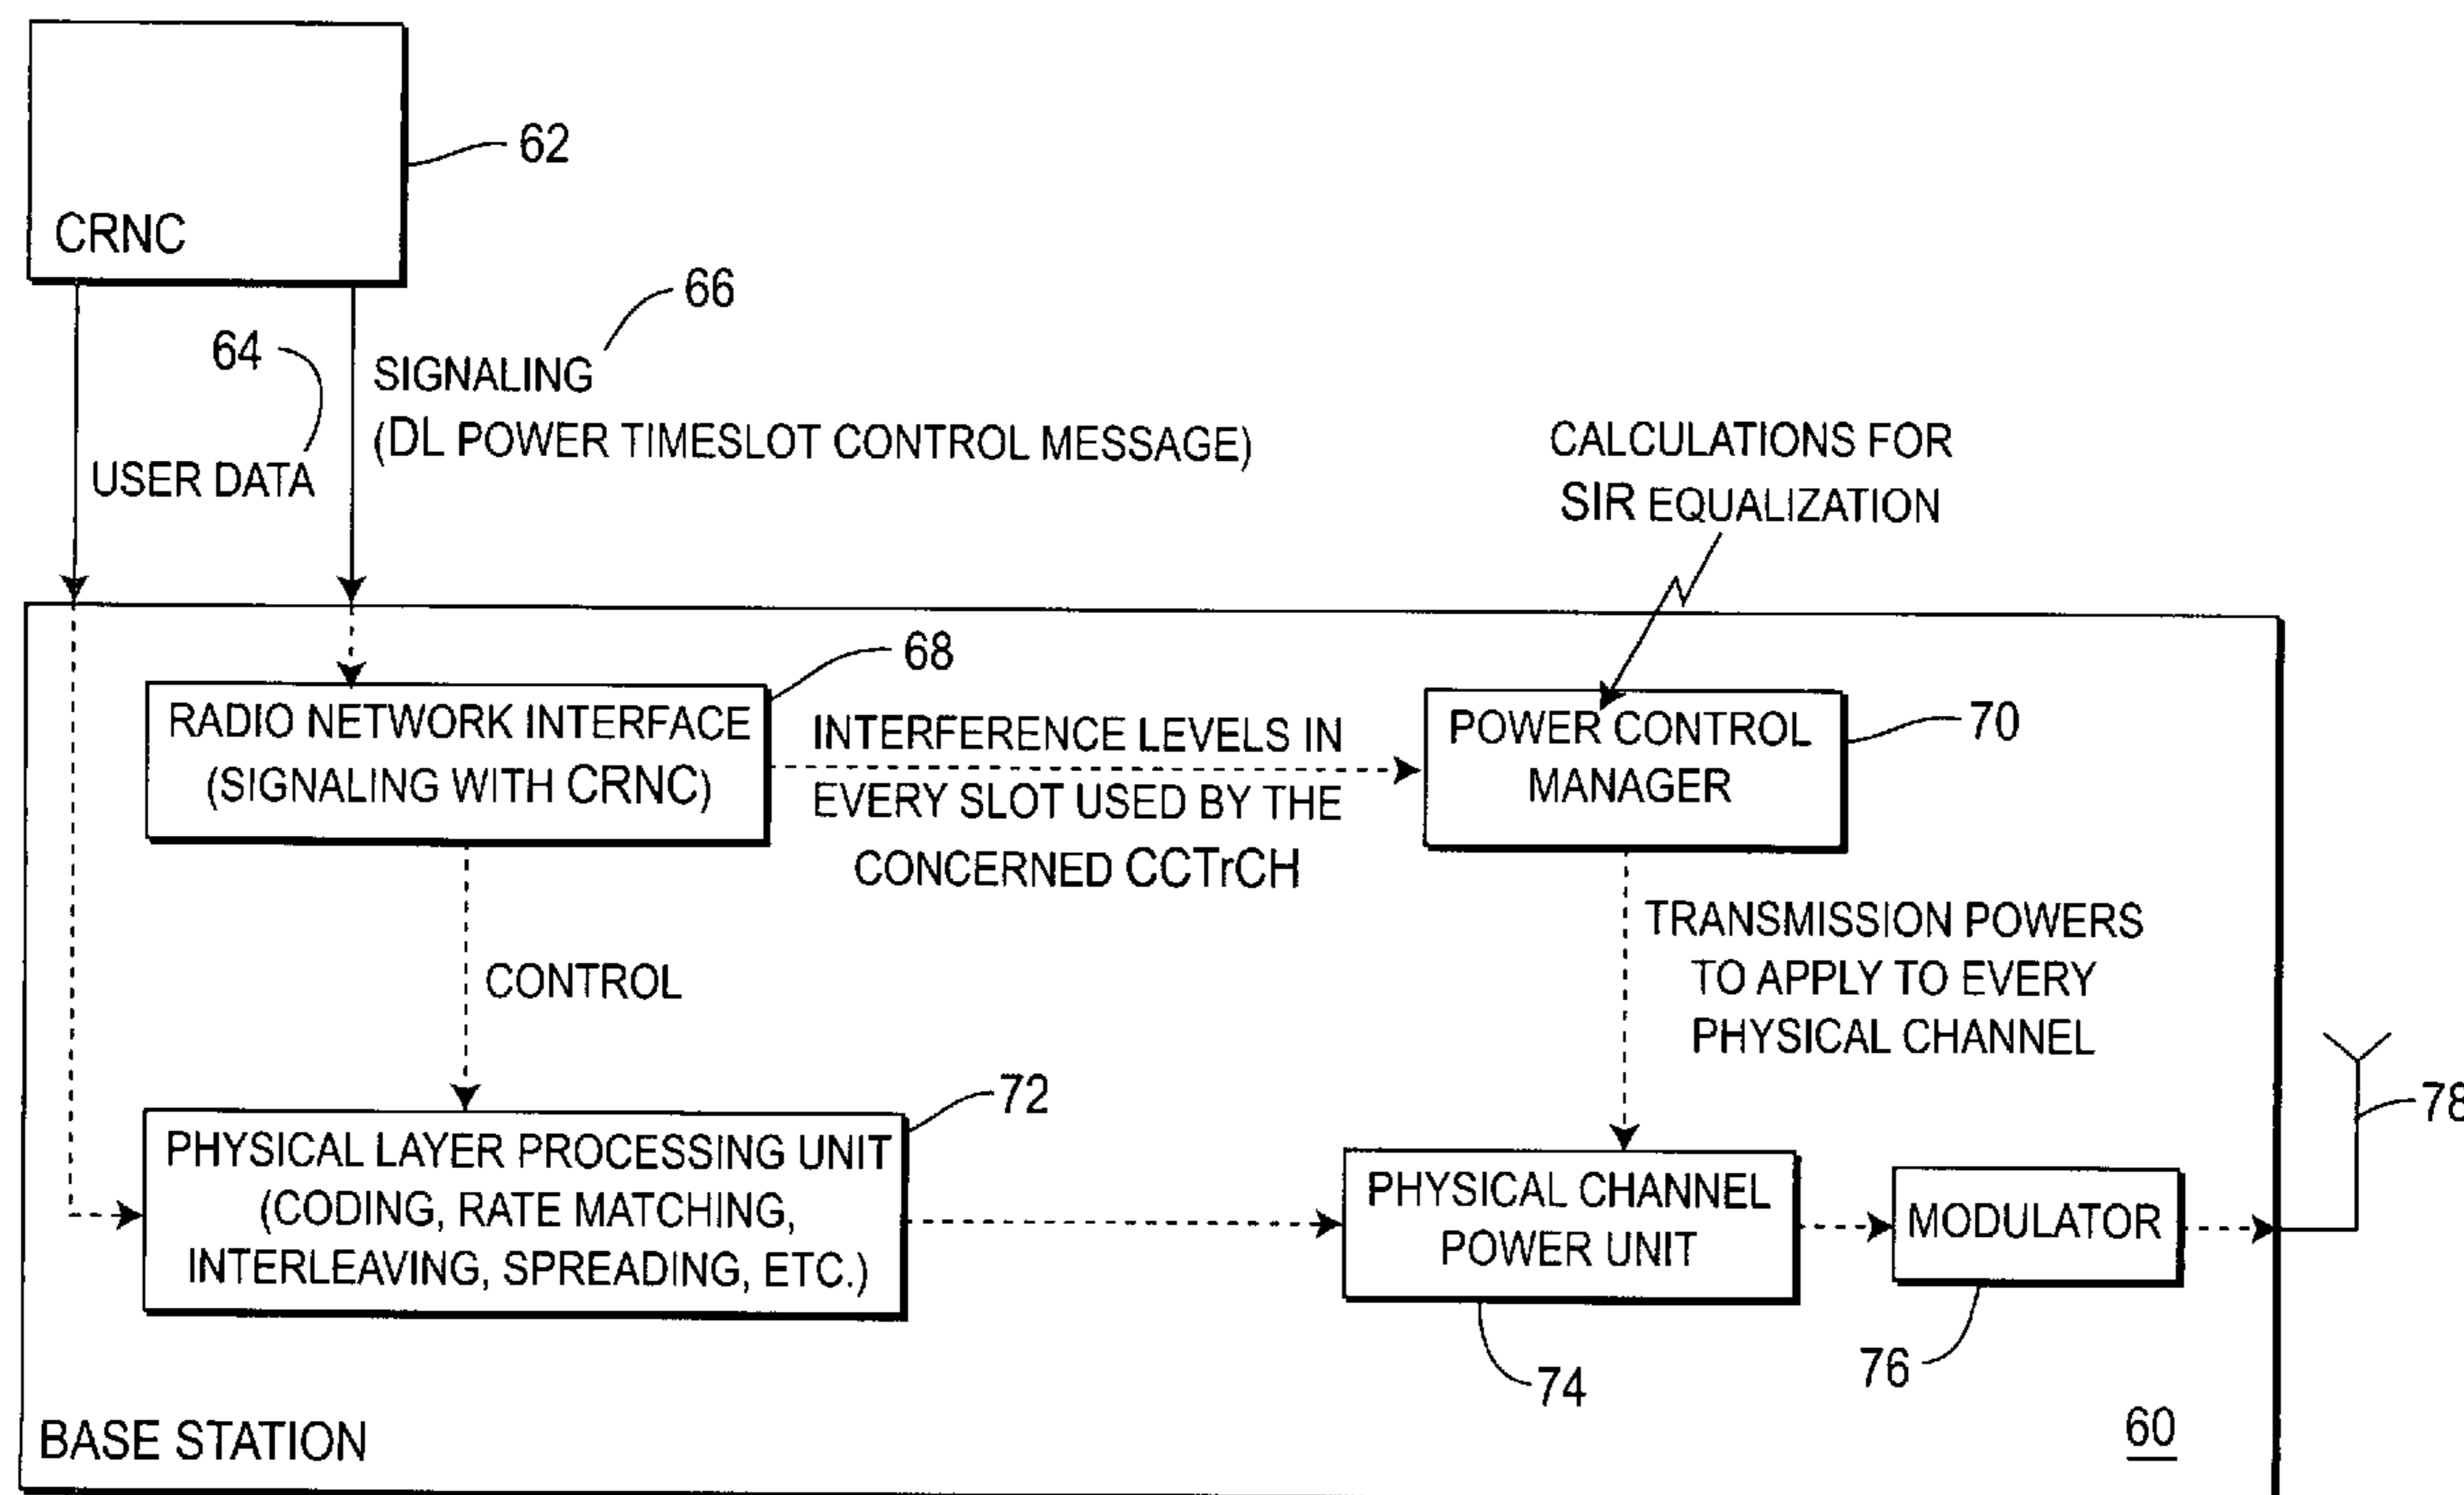 CRNC
62
64
66
SIGNALING
(DL POWER TIMESLOT CONTROL MESSAGE)
USER DATA
CALCULATIONS FOR
SIR EQUALIZATION
68
RADIO NETWORK INTERFACE
(SIGNALING WITH CRNC)
INTERFERENCE LEVELS IN
EVERY SLOT USED BY THE
CONCERNED CCTrCH
POWER CONTROL
MANAGER
70
CONTROL
TRANSMISSION POWERS
TO APPLY TO EVERY
PHYSICAL CHANNEL
72
PHYSICAL LAYER PROCESSING UNIT
(CODING, RATE MATCHING,
INTERLEAVING, SPREADING, ETC.)
PHYSICAL CHANNEL
POWER UNIT
MODULATOR
78
74
76
BASE STATION
60